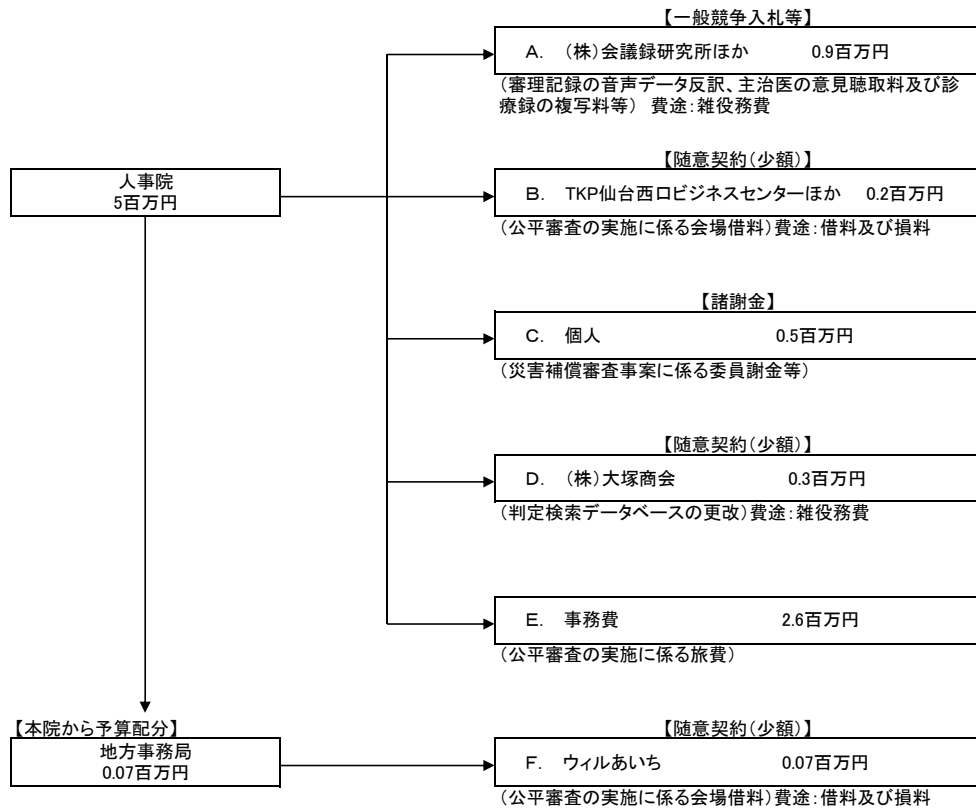 【一般競争入札等】
A. (株)会議録研究所ほか 0.9百万円
(審理記録の音声データ反訳、主治医の意見聴取料及び診
療録の複写料等) 費途:雑役務費
人事院
5百万円
【随意契約(少額)】
B. TKP仙台西口ビジネスセンターほか 0.2百万円
(公平審査の実施に係る会場借料)費途:借料及び損料
【諸謝金】
C. 個人 0.5百万円
(災害補償審査事案に係る委員謝金等)
【随意契約(少額)】
D. (株)大塚商会 0.3百万円
(判定検索データベースの更改)費途:雑役務費
E. 事務費 2.6百万円
(公平審査の実施に係る旅費)
【本院から予算配分】
地方事務局
0.07百万円
【随意契約(少額)】
F. ウィルあいち 0.07百万円
(公平審査の実施に係る会場借料)費途:借料及び損料